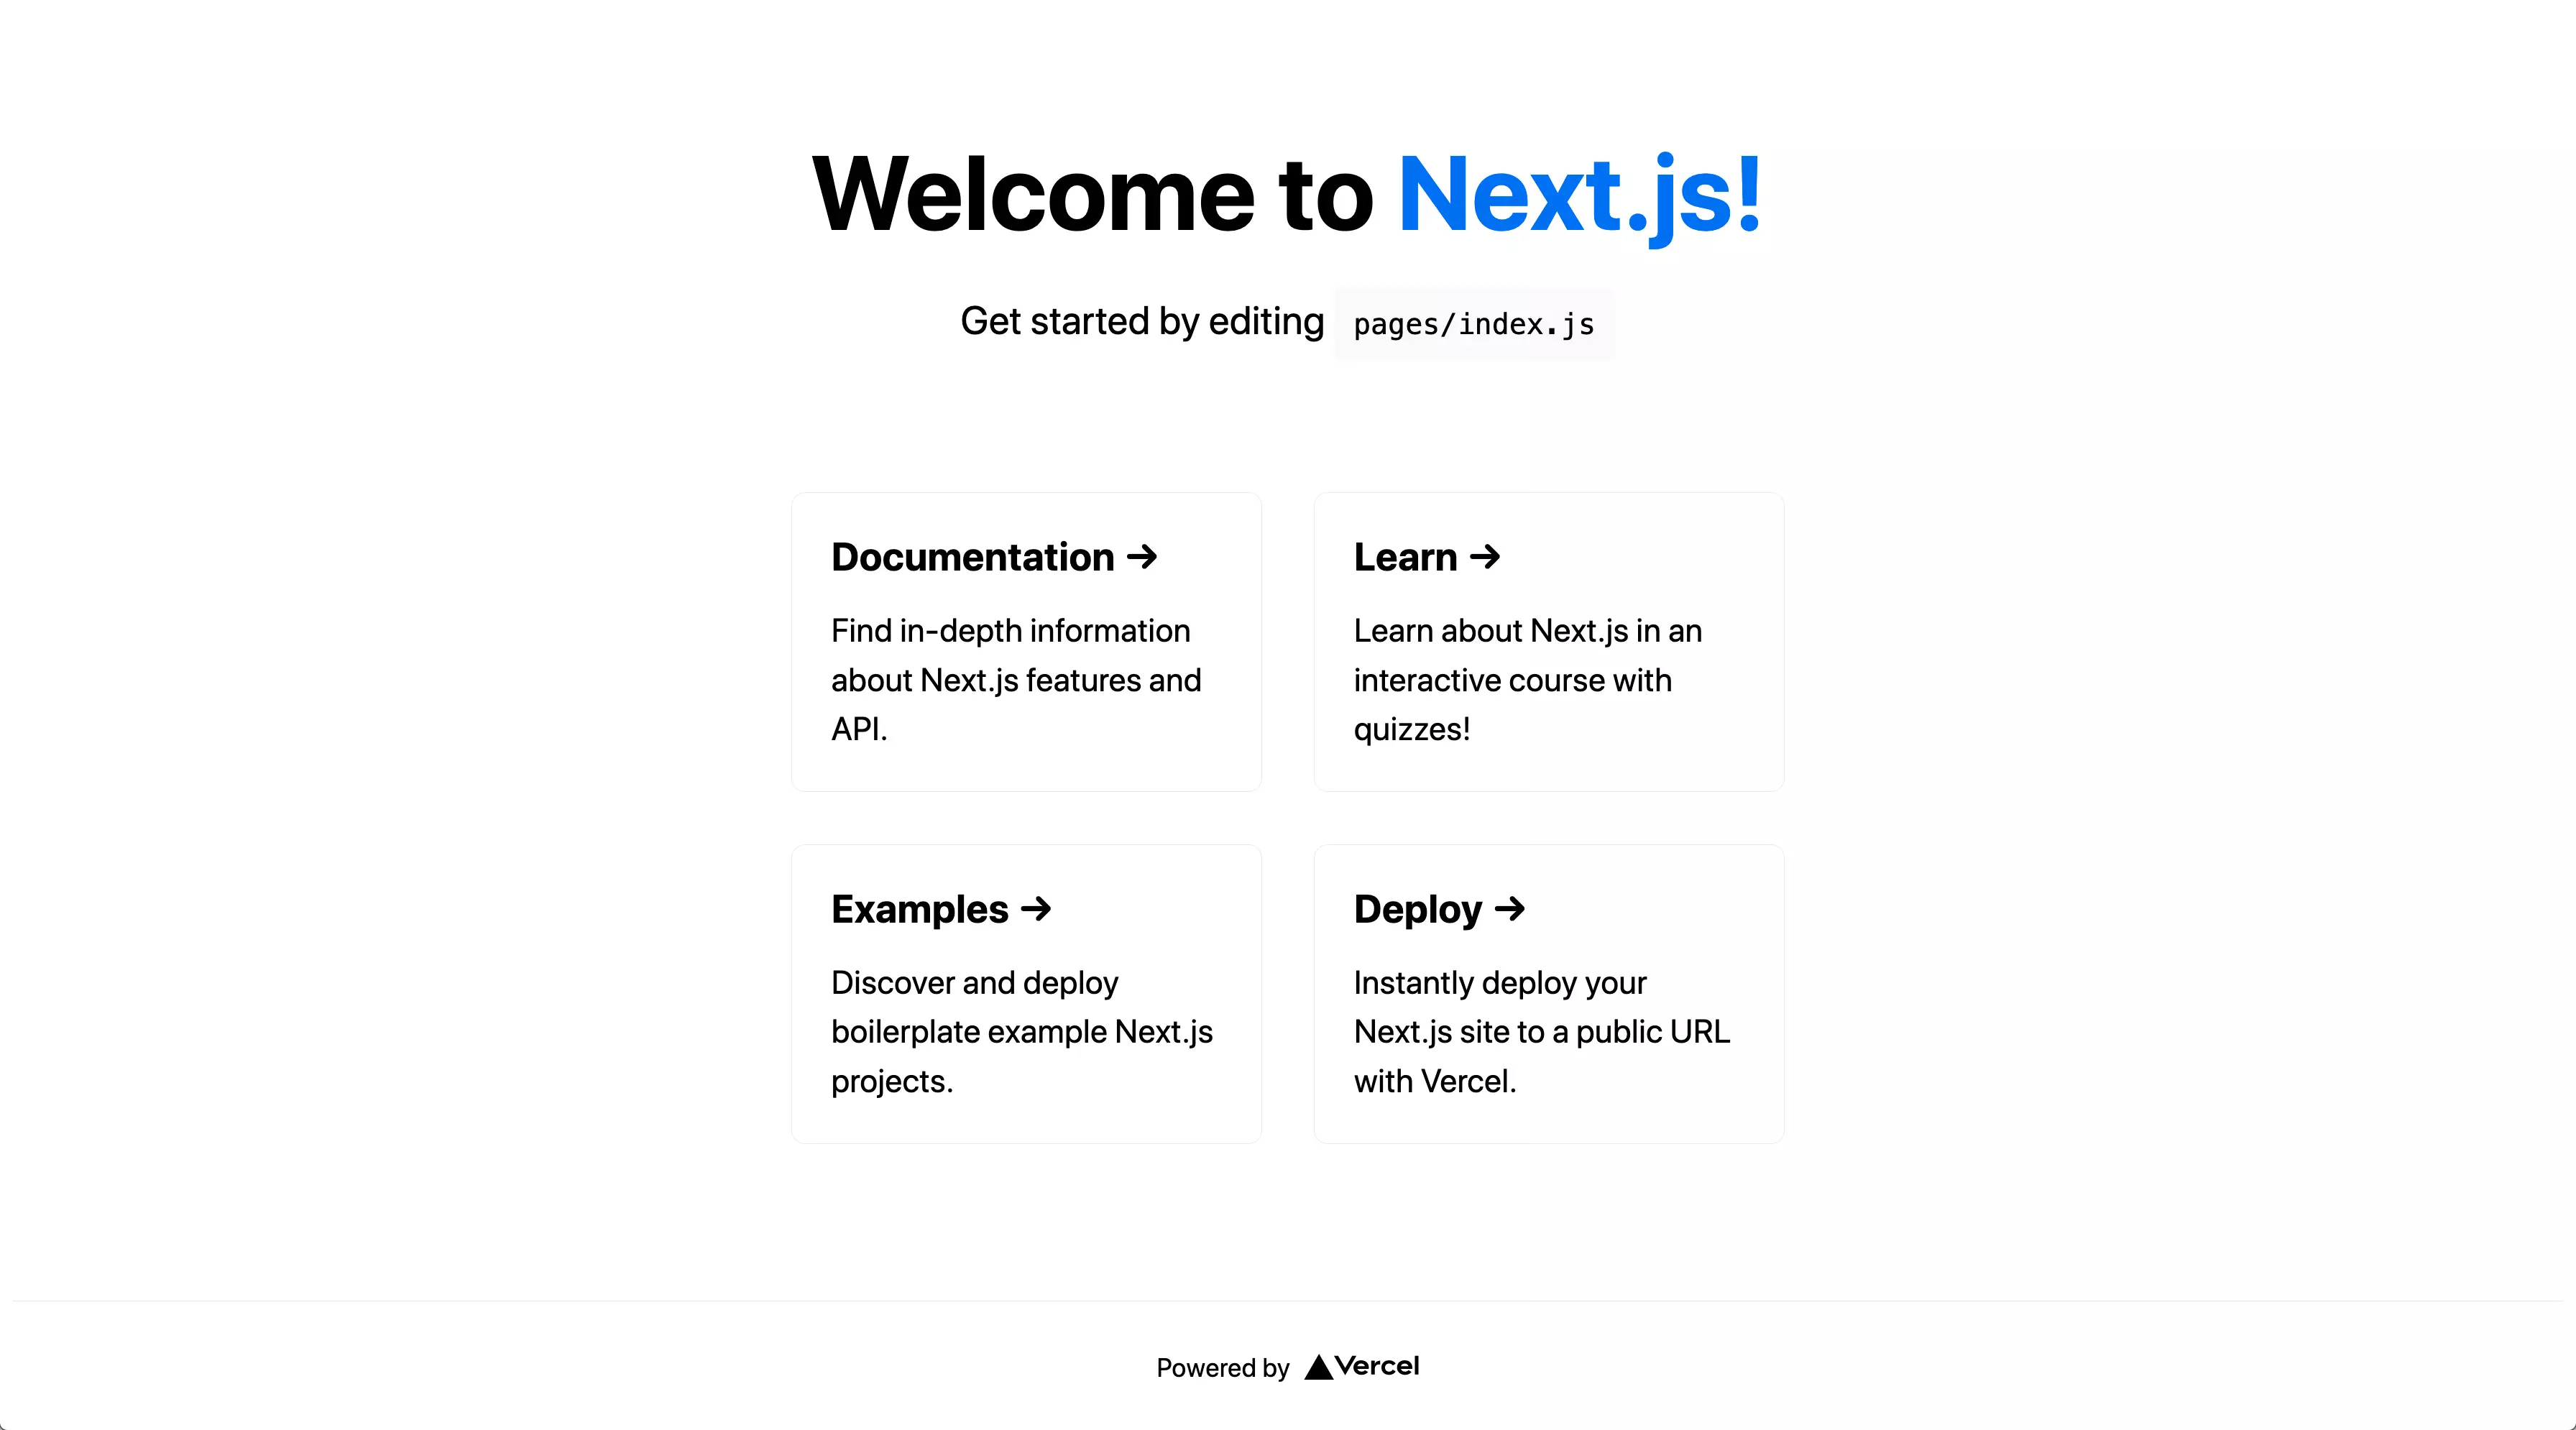 Welcome to Next.js!
Get started by editing pages/index.js
Documentation →
Find in-depth information
about Next.js features and
API.
Learn →
Learn about Next.js in an
interactive course with
quizzes!
Examples →
Discover and deploy
boilerplate example Next.js
projects.
Deploy →
Instantly deploy your
Next.js site to a public URL
with Vercel.
Powered by Vercel